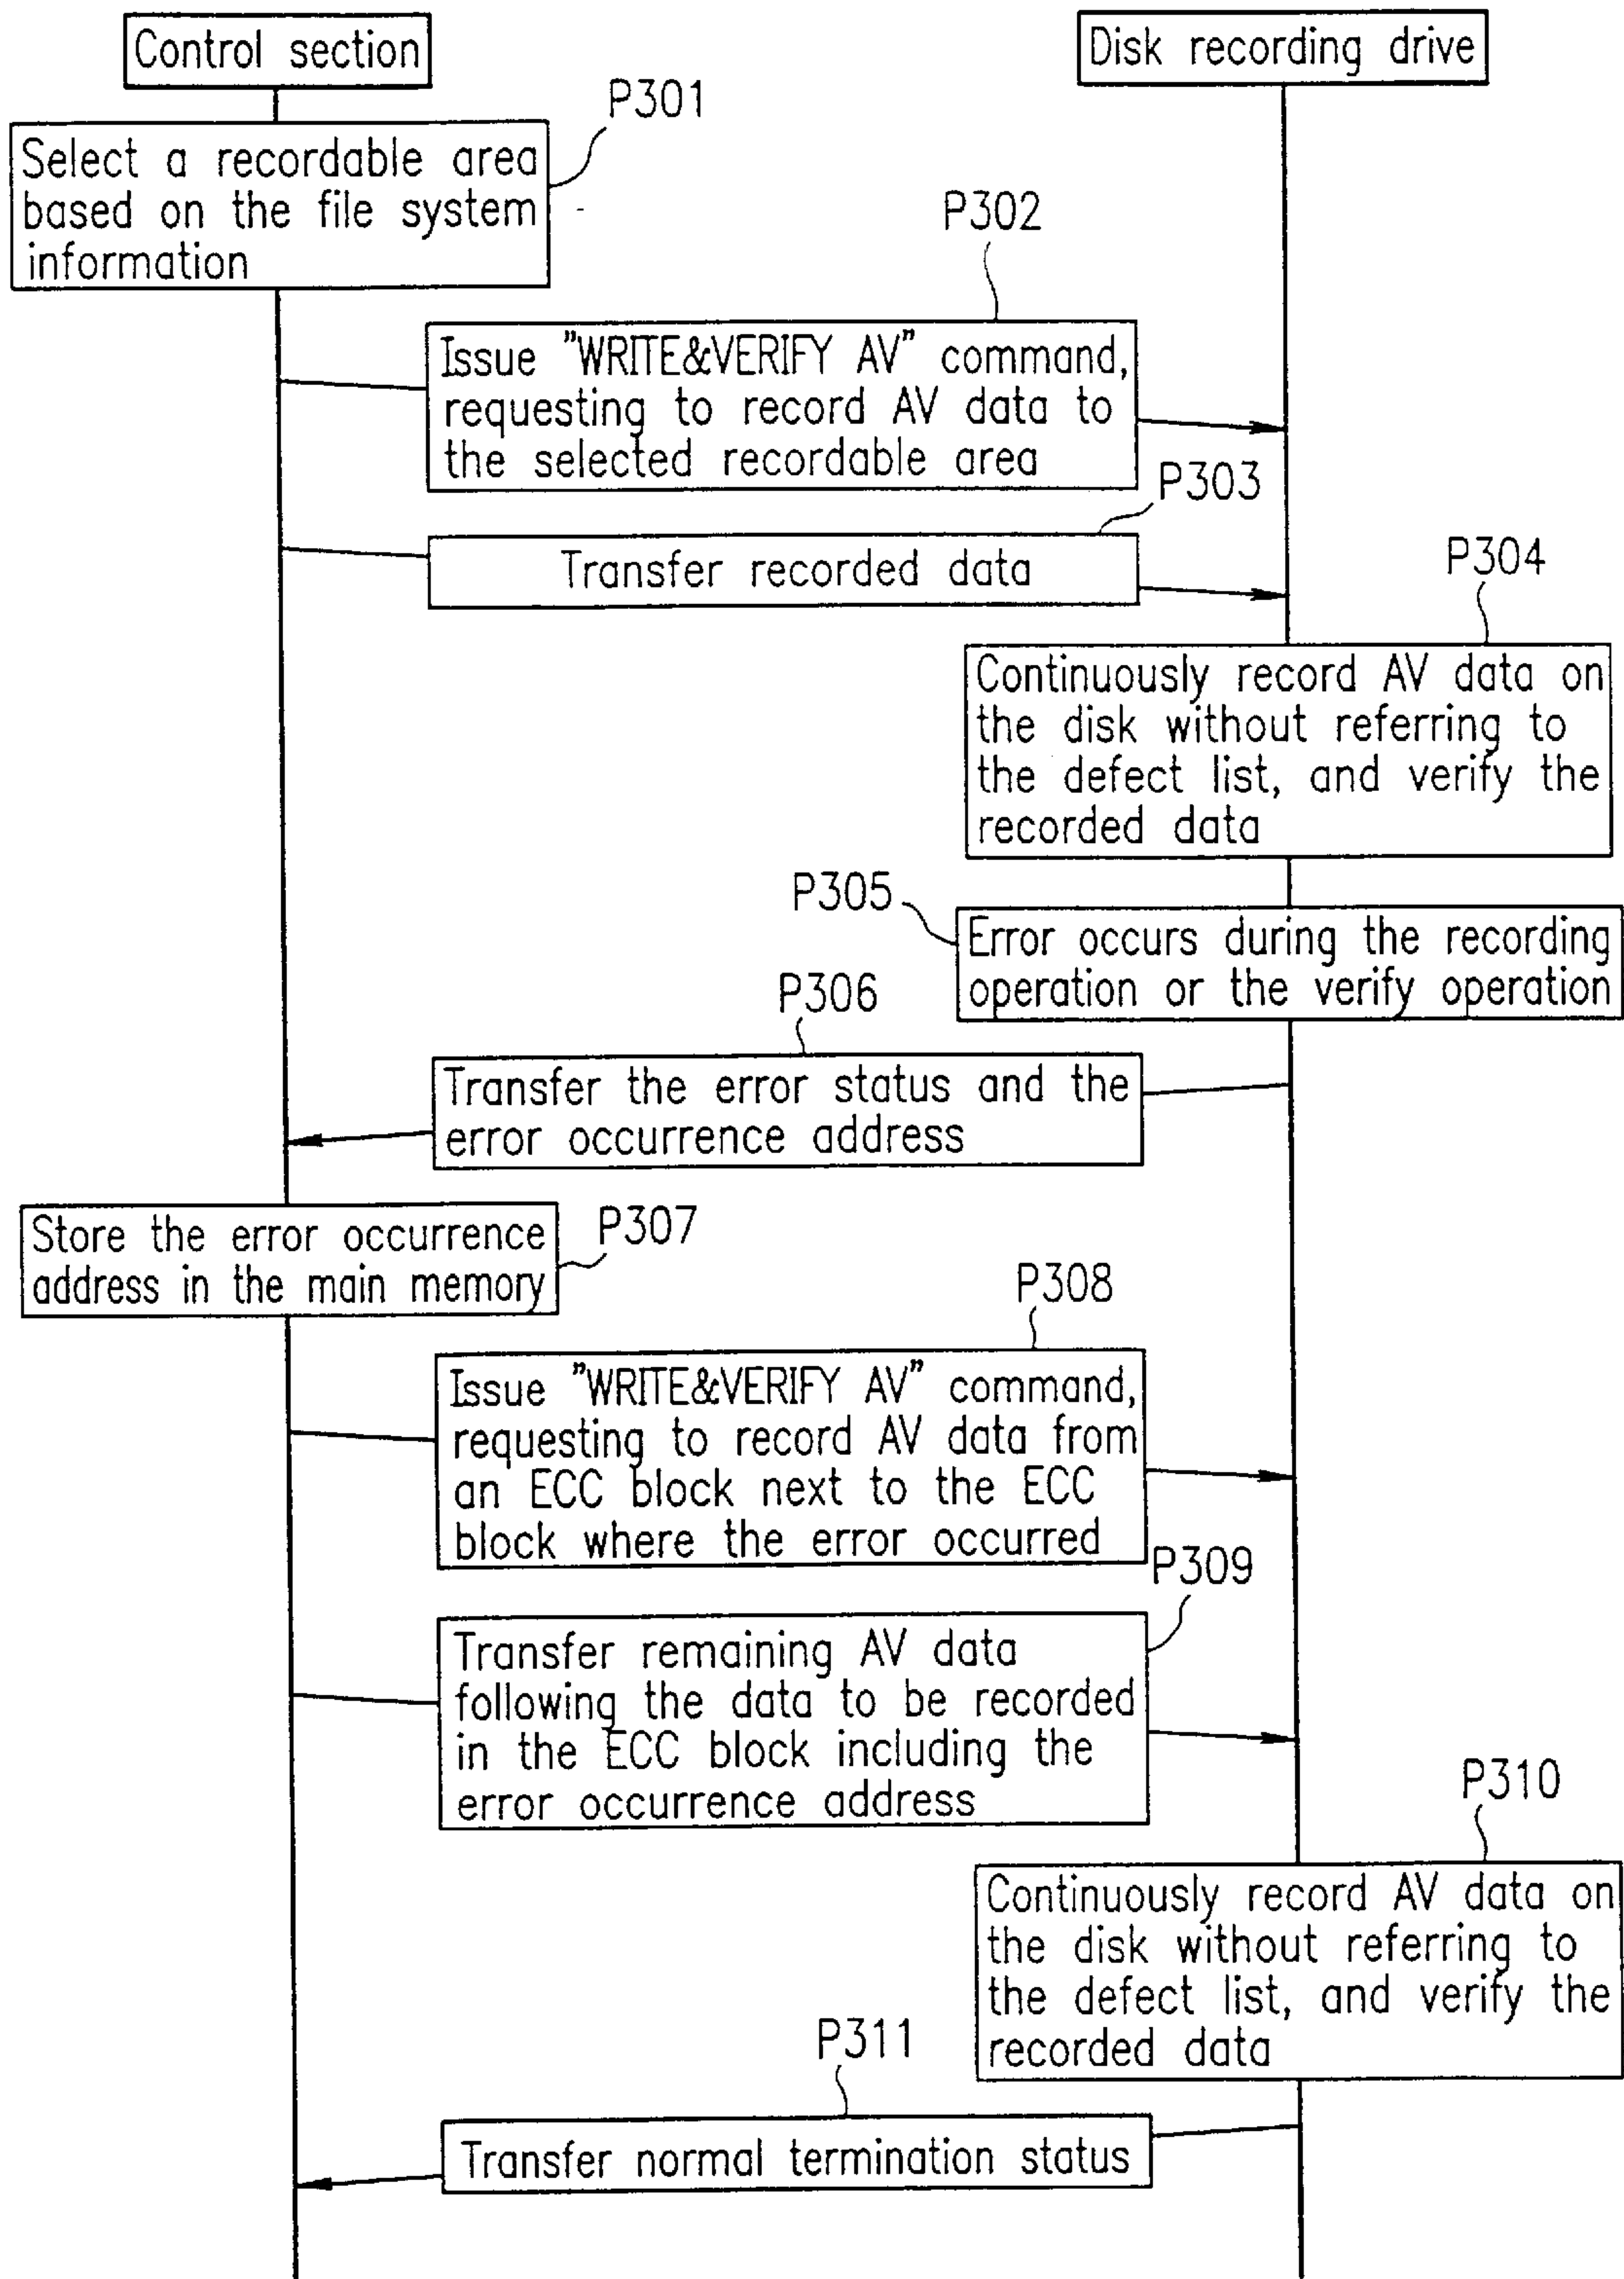 Control section
Disk recording drive
P301
Select a recordable area
based on the file system
information
P302
Issue "WRITE&VERIFY AV" command,
requesting to record AV data to
the selected recordable area
P303
Transfer recorded data
P304
Continuously record AV data on
the disk without referring to
the defect list, and verify the
recorded data
P305
Error occurs during the recording
operation or the verify operation
P306
Transfer the error status and the
error occurrence address
P307
Store the error occurrence
address in the main memory
P308
Issue "WRITE&VERIFY AV" command,
requesting to record AV data from
an ECC block next to the ECC
block where the error occurred
P309
Transfer remaining AV data
following the data to be recorded
in the ECC block including the
error occurrence address
P310
Continuously record AV data on
the disk without referring to
the defect list, and verify the
recorded data
P311
Transfer normal termination status